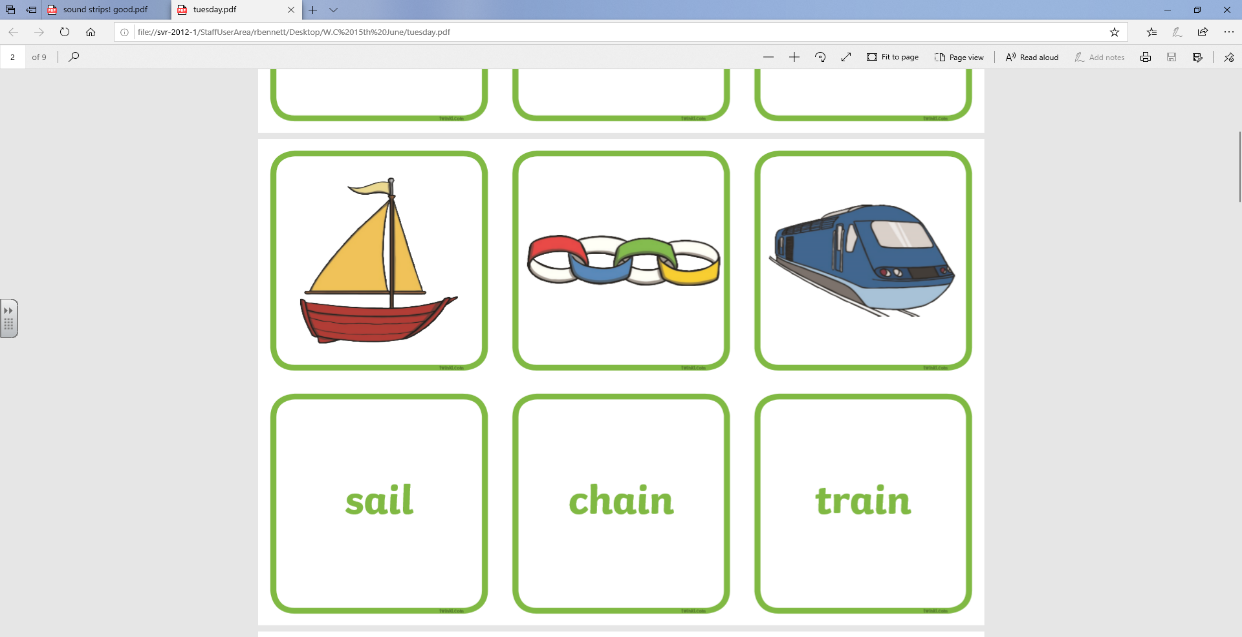 sound strips! good.pdf
tuesday.pdf
file://svr-2012-1/StaffUserArea/rbennett/Desktop/W.C%2015th%20June/tuesday.pdf
2 of 9
Fit to page
Page view
Read aloud
Add notes
sail chain train